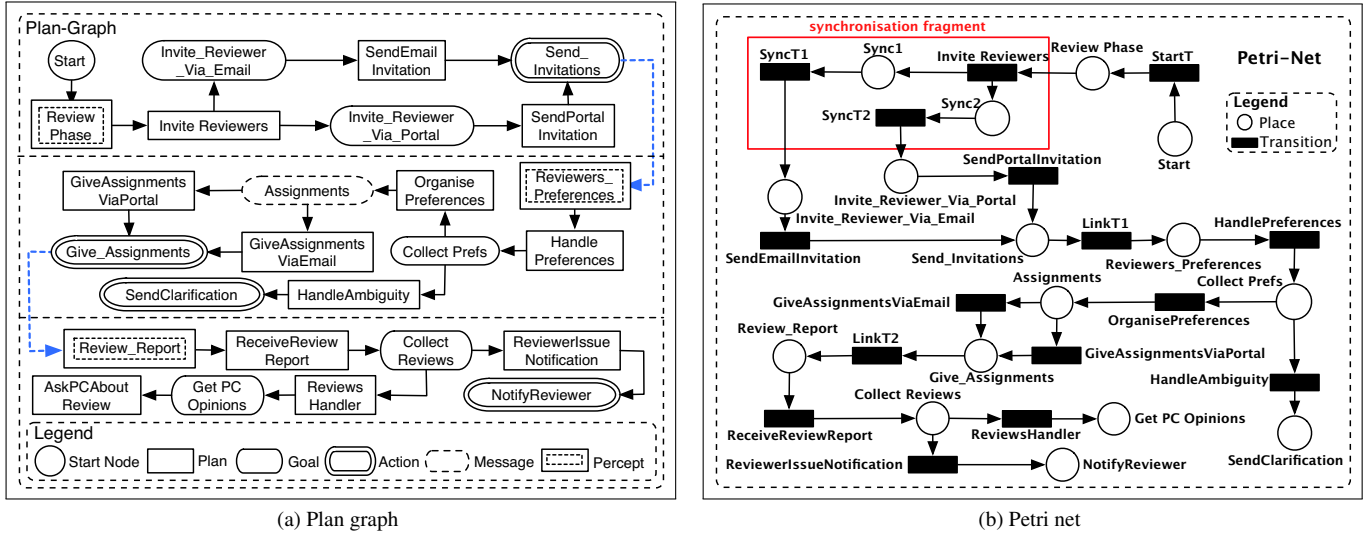 Plan-Graph
Start
Invite_Reviewer
_Via_Email
SendEmail
Invitation
Send_
Invitations
Review
Phase
Invite Reviewers
Invite_Reviewer
_Via_Portal
SendPortal
Invitation
GiveAssignments
ViaPortal
Assignments
Organise
Preferences
Reviewers_
Preferences
Give_Assignments
GiveAssignments
ViaEmail
Collect Prefs
Handle
Preferences
SendClarification
HandleAmbiguity
Review_Report
ReceiveReview
Report
Collect
Reviews
ReviewerIssue
Notification
AskPCAbout
Review
Get PC
Opinions
Reviews
Handler
NotifyReviewer
Legend
Start Node
Plan
Goal
Action
Message
Percept
(a) Plan graph
synchronisation fragment
SyncT1
Sync1
Invite Reviewers
Review Phase
StartT
Petri-Net
SyncT2
Sync2
Legend
Place
Transition
Start
SendPortalInvitation
Invite_Reviewer_Via_Portal
Invite_Reviewer_Via_Email
LinkT1
HandlePreferences
SendEmailInvitation
Send_Invitations
Reviewers_Preferences
Collect Prefs
Assignments
GiveAssignmentsViaEmail
OrganisePreferences
Review_Report
LinkT2
GiveAssignmentsViaPortal
Give_Assignments
HandleAmbiguity
Collect Reviews
Get PC Opinions
ReceiveReviewReport
ReviewsHandler
SendClarification
ReviewerIssueNotification
NotifyReviewer
(b) Petri net